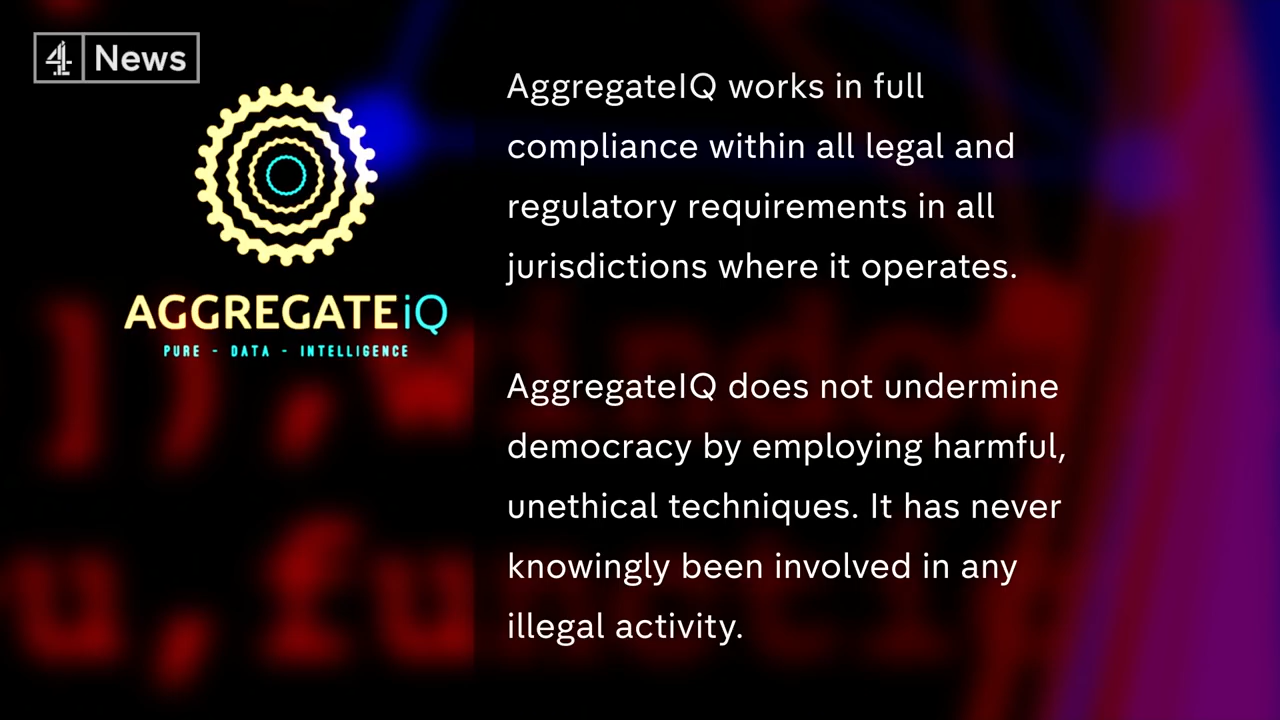 4 News
AGGREGATEiQ
PURE - DATA - INTELLIGENCE
AggregateIQ works in full
compliance within all legal and
regulatory requirements in all
jurisdictions where it operates.
AggregateIQ does not undermine
democracy by employing harmful,
unethical techniques. It has never
knowingly been involved in any
illegal activity.